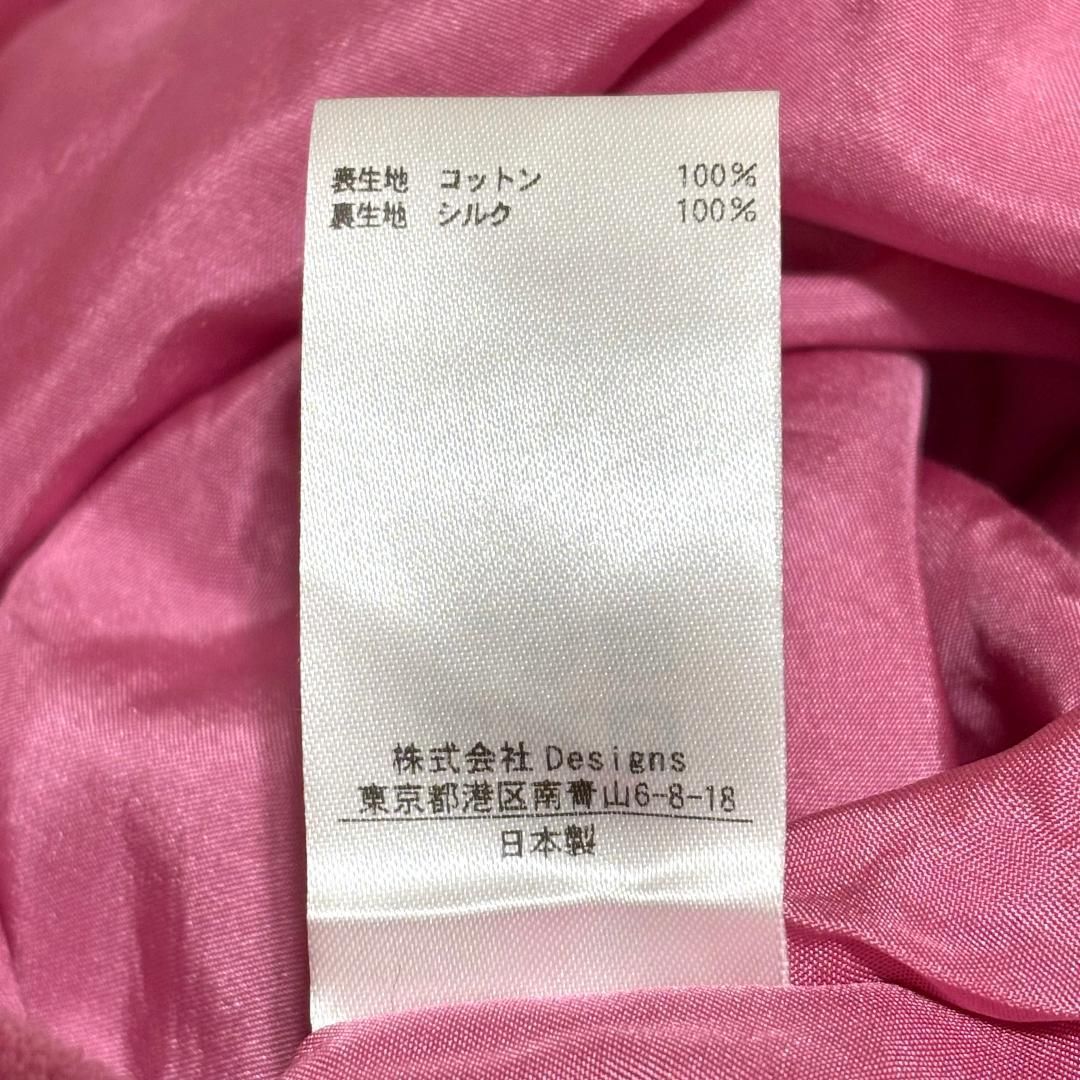 表生地 コットン 100%
裏生地 シルク 100%
株式会社 Designs
東京都港区南青山6-8-18
日本製